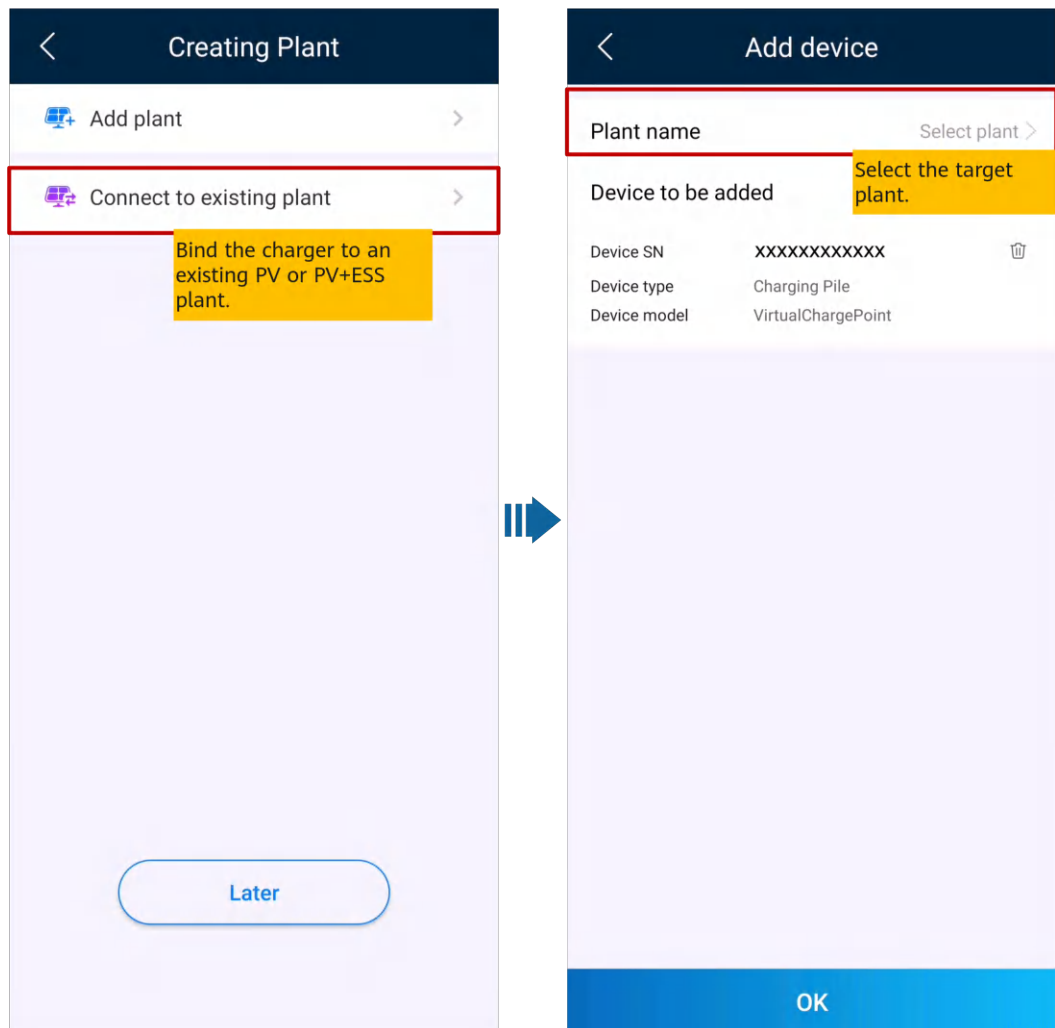 Creating Plant
Add plant
Connect to existing plant
Bind the charger to an
existing PV or PV+ESS
plant.
Later
Add device
Plant name
Select plant
Select the target
plant.
Device to be added
Device SN XXXXXXXXXXXX
Device type Charging Pile
Device model VirtualChargePoint
OK